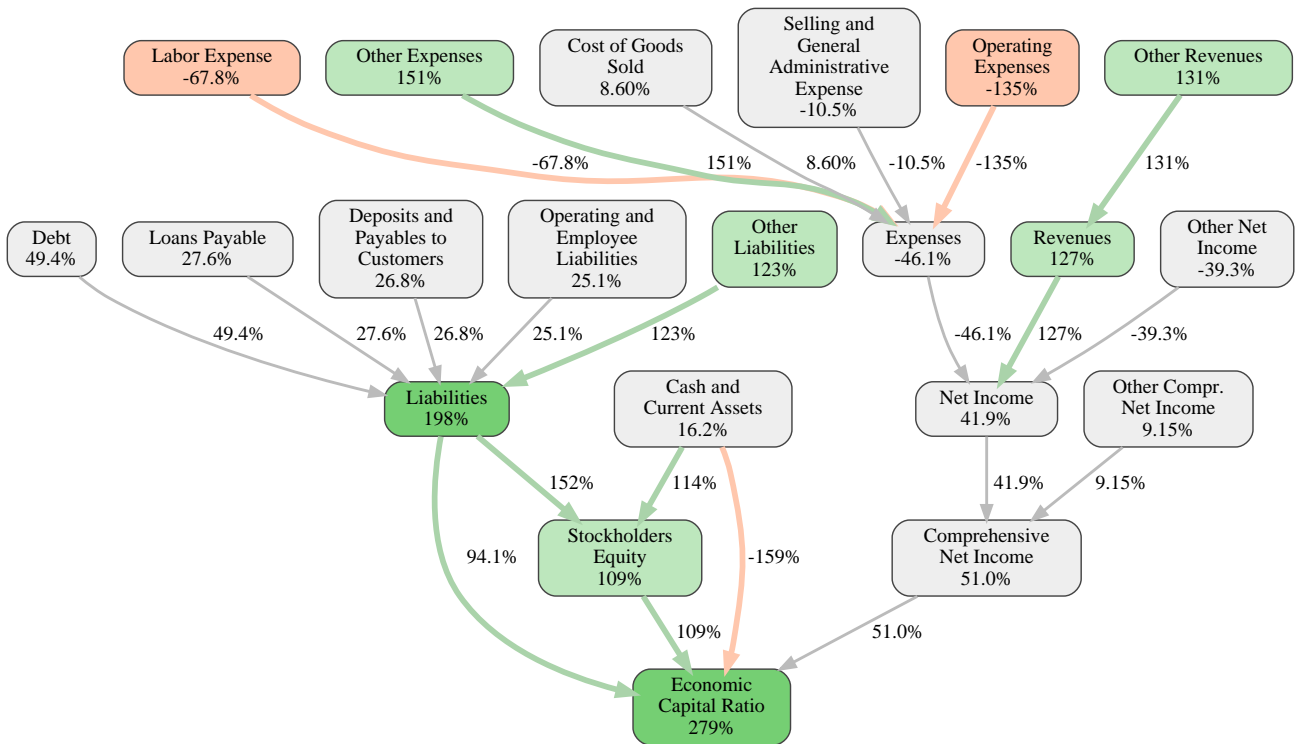 Labor Expense
-67.8%
Other Expenses
151%
Cost of Goods
Sold
8.60%
Selling and
General
Administrative
Expense
-10.5%
Operating
Expenses
-135%
Other Revenues
131%
-67.8%
151%
8.60%
-10.5%
-135%
131%
Debt
49.4%
Loans Payable
27.6%
Deposits and
Payables to
Customers
26.8%
Operating and
Employee
Liabilities
25.1%
Other
Liabilities
123%
Expenses
-46.1%
Revenues
127%
Other Net
Income
-39.3%
49.4%
27.6%
26.8%
25.1%
123%
-46.1%
127%
-39.3%
Liabilities
198%
Cash and
Current Assets
16.2%
Net Income
41.9%
Other Compr.
Net Income
9.15%
152%
114%
41.9%
9.15%
94.1%
Stockholders
Equity
109%
-159%
Comprehensive
Net Income
51.0%
109%
51.0%
Economic
Capital Ratio
279%